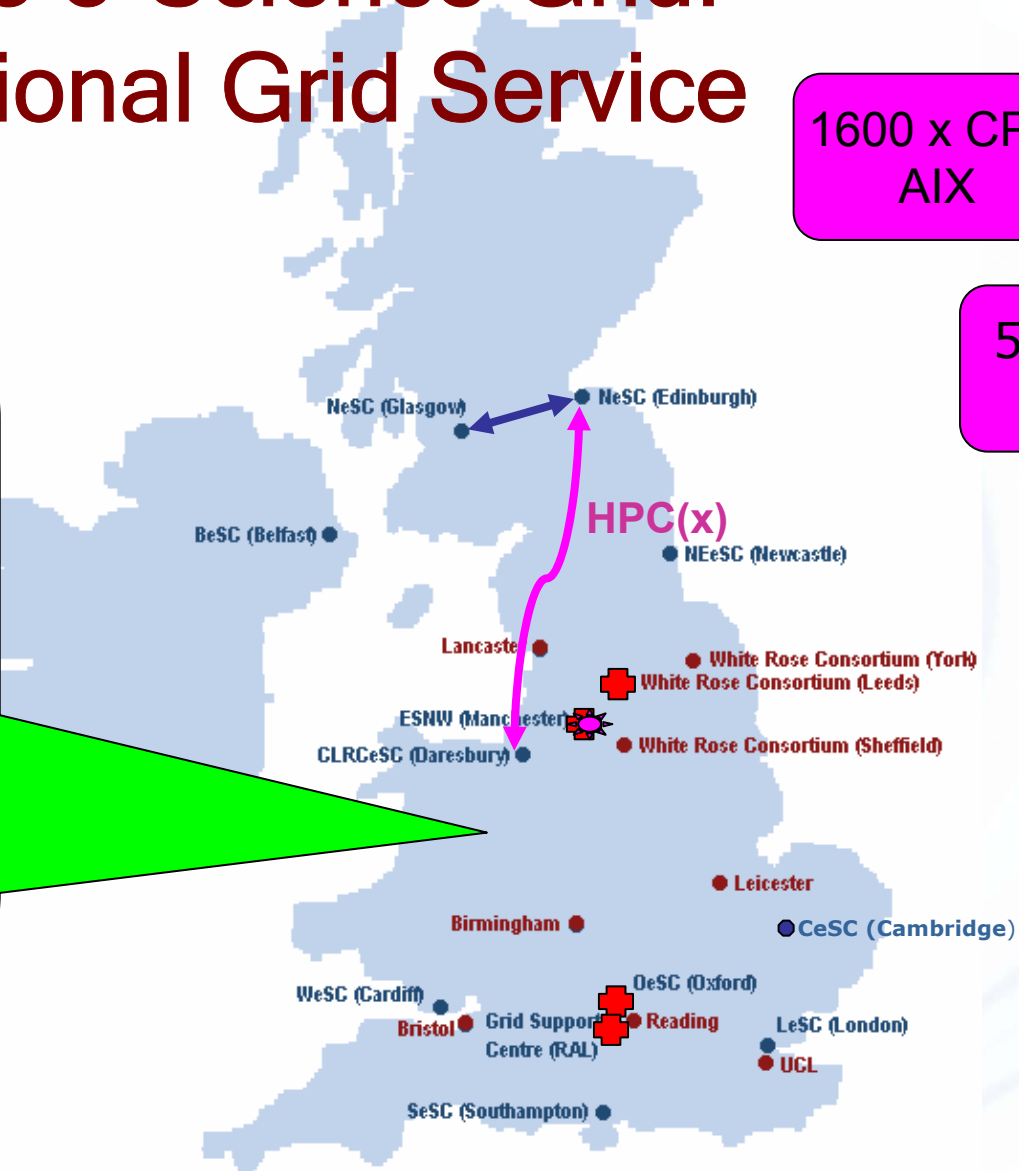 ional Grid Service
1600 x
AIX
5
NeSC (Edinburgh)
NeSC (Glasgow)
HPC(x)
BeSC (Belfast)
NEeSC (Newcastle)
Lancaster
White Rose Consortium (York)
White Rose Consortium (Leeds)
ESNW (Manchester)
White Rose Consortium (Sheffield)
CLRCeSC (Daresbury)
Leicester
Birmingham
CeSC (Cambridge)
OeSC (Oxford)
WeSC (Cardiff)
Bristol
Grid Support
Centre (RAL)
Reading
LeSC (London)
UCL
SeSC (Southampton)